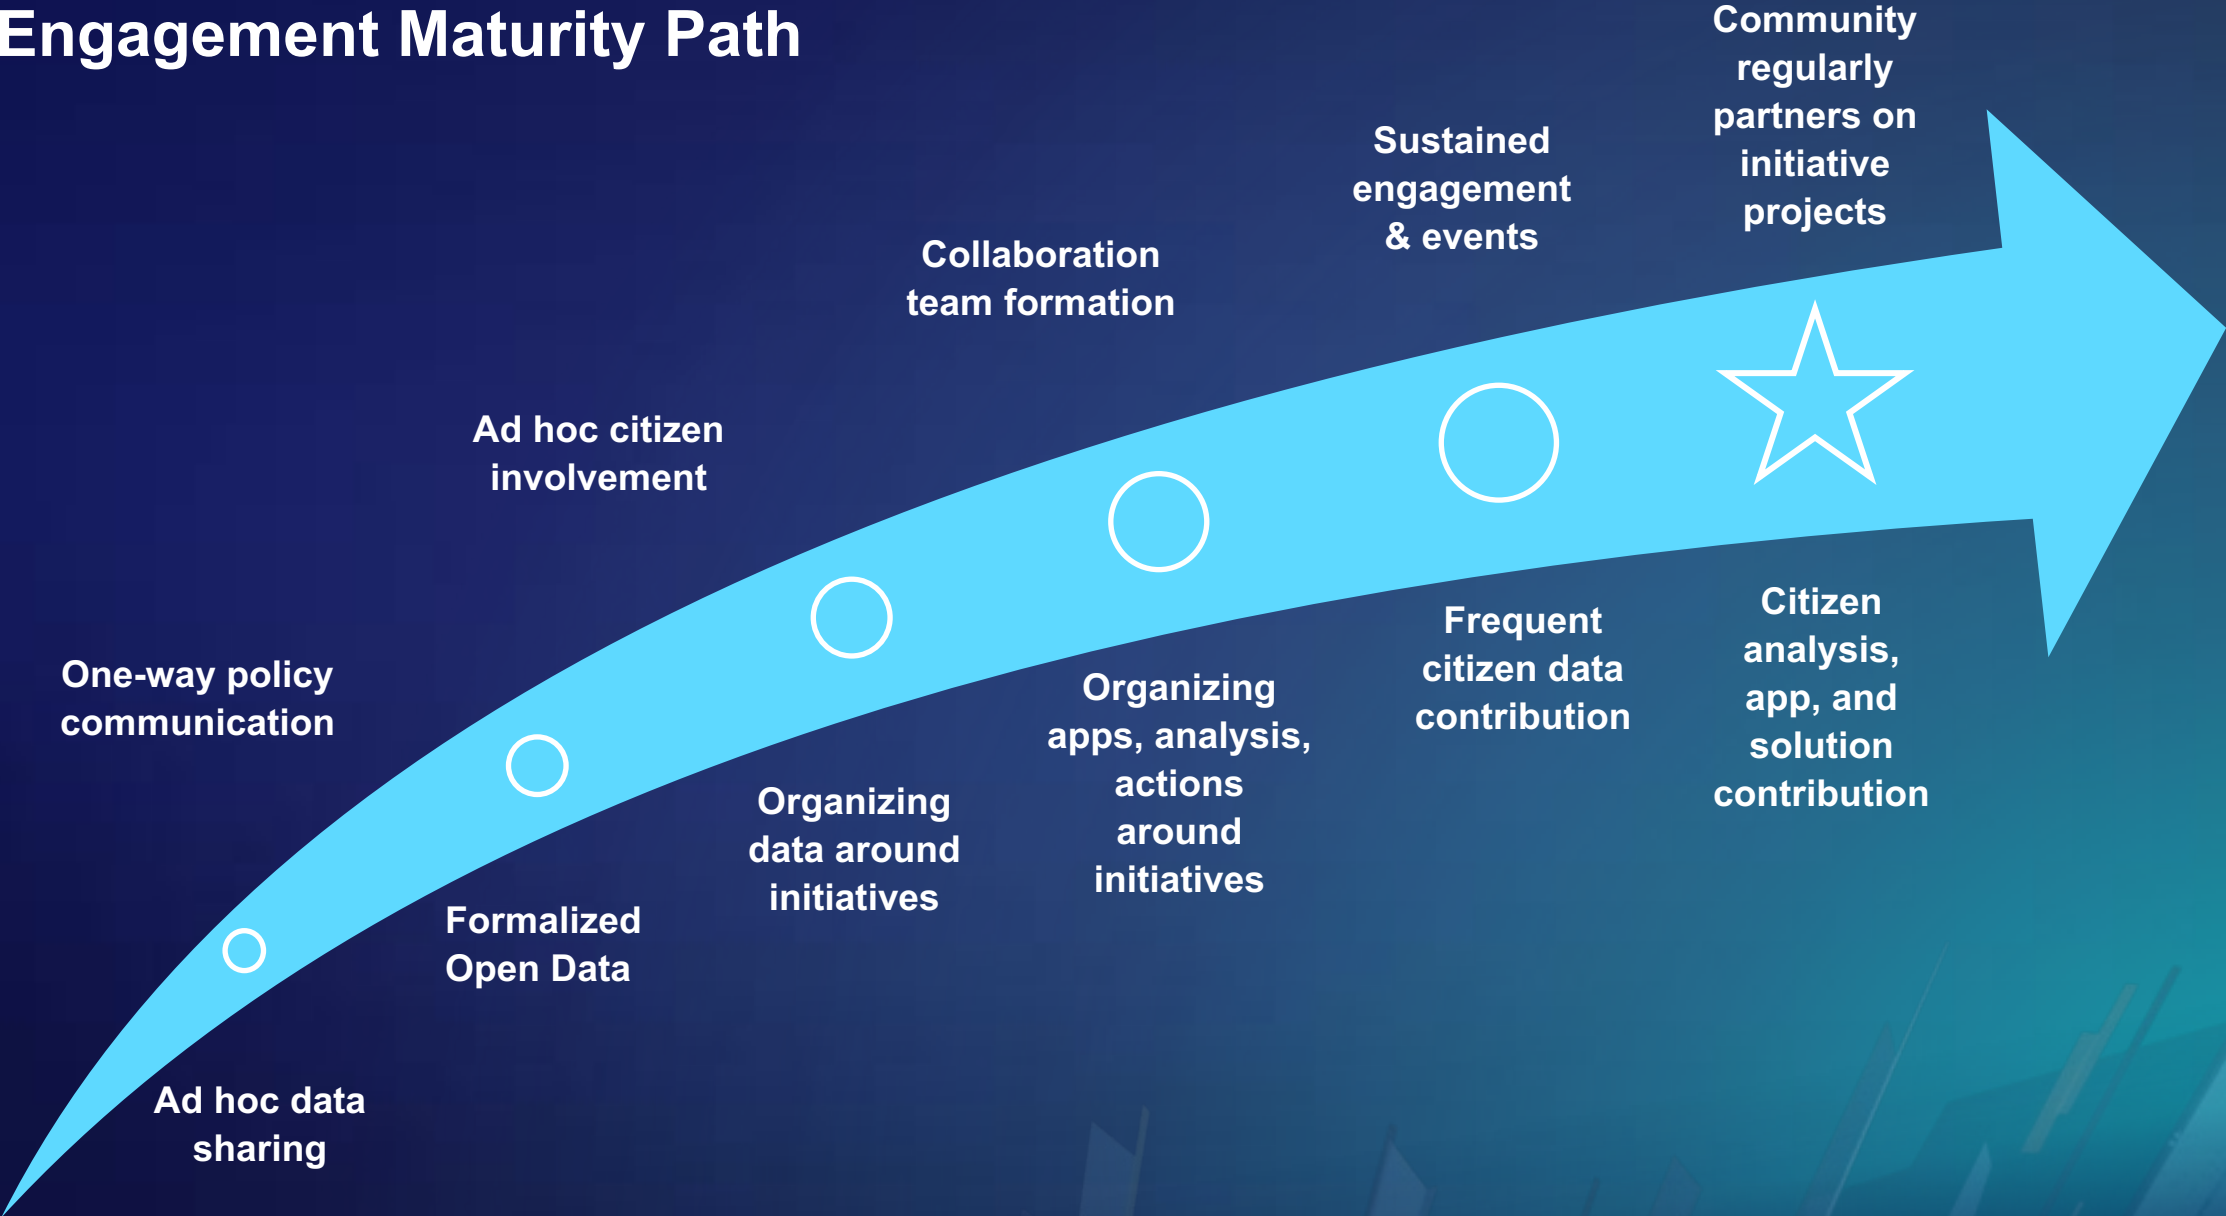 Engagement Maturity Path
Community
regularly
partners on
initiative
projects
Sustained
engagement
& events
Collaboration
team formation
Ad hoc citizen
involvement
One-way policy
communication
Ad hoc data
sharing
Formalized
Open Data
Organizing
data around
initiatives
Organizing
apps, analysis,
actions
around
initiatives
Frequent
citizen data
contribution
Citizen
analysis,
app, and
solution
contribution